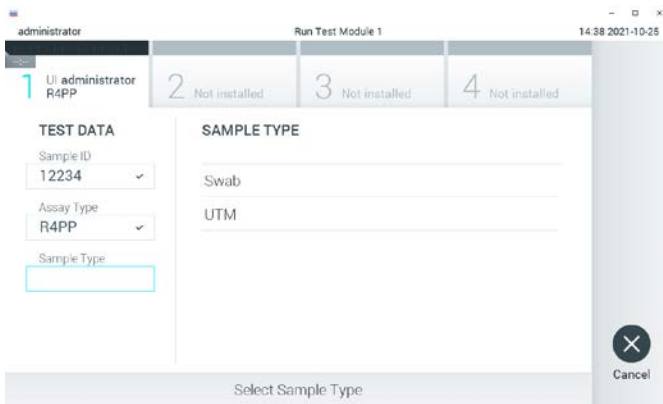 administrator Run Test Module 1 14:38 2021-10-25
1 UI administrator
R4PP
2 Not installed
3 Not installed
4 Not installed
TEST DATA
Sample ID
12234
Assay Type
R4PP
Sample Type
SAMPLE TYPE
Swab
UTM
Cancel
Select Sample Type